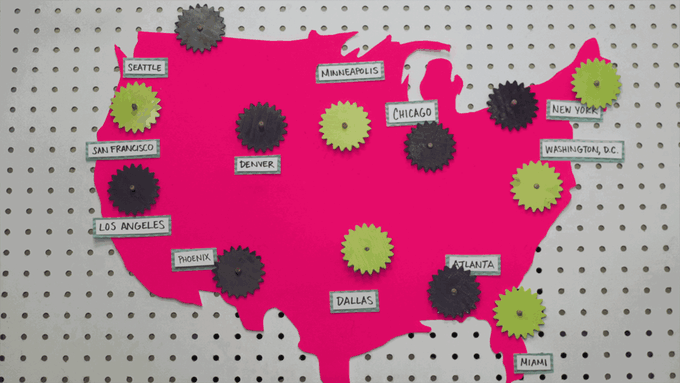 SEATTLE
MINNEAPOLIS
CHICAGO
NEW YORK
SAN FRANCISCO
DENVER
WASHINGTON, D.C.
LOS ANGELES
PHOENIX
ATLANTA
DALLAS
MIAMI